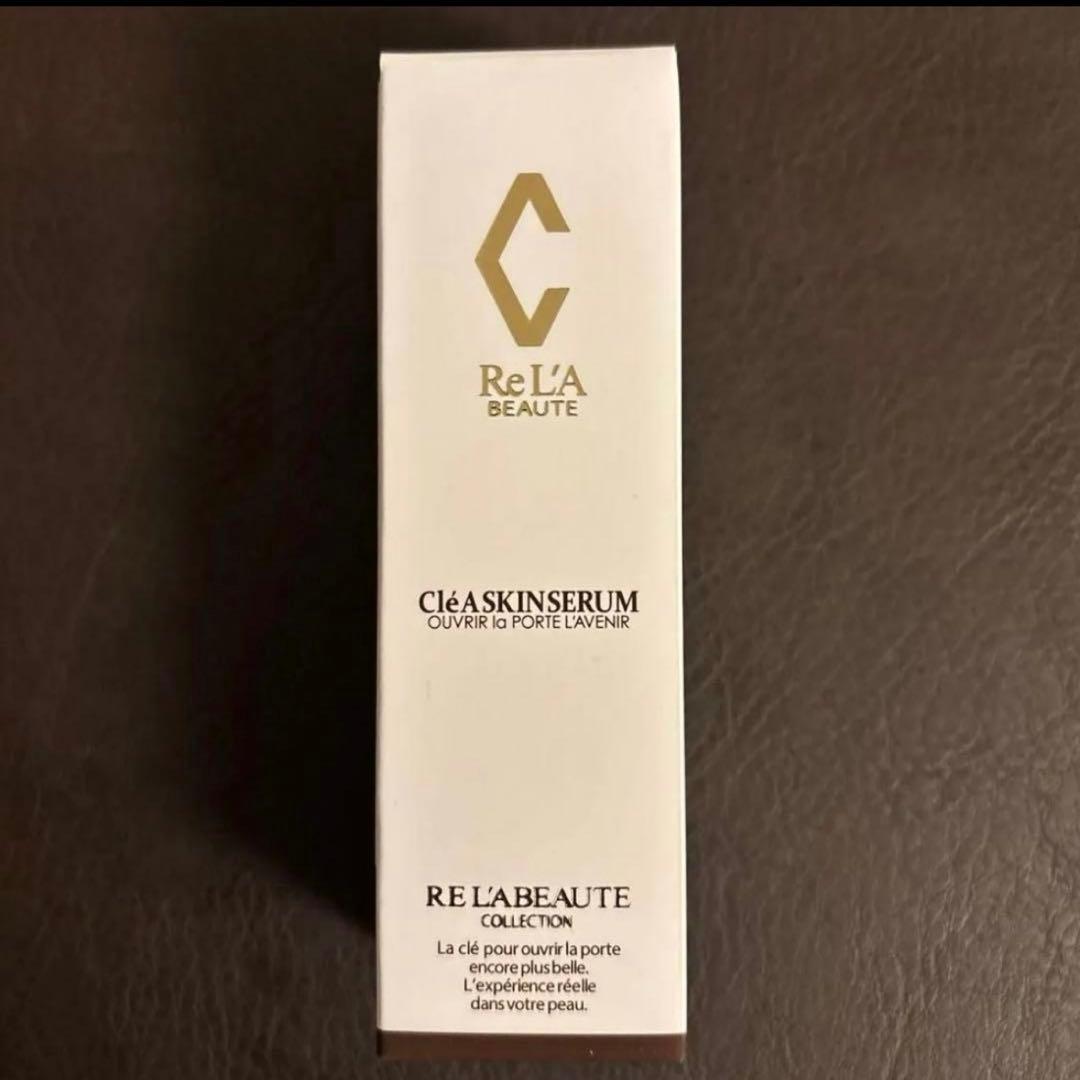 C
Re L'A
BEAUTE
CléASKINSERUM
OUVRIR la PORTE L'AVENIR
RE L'ABEAUTE
COLLECTION
La clé pour ouvrir la porte
encore plus belle.
L'expérience réelle
dans votre peau.